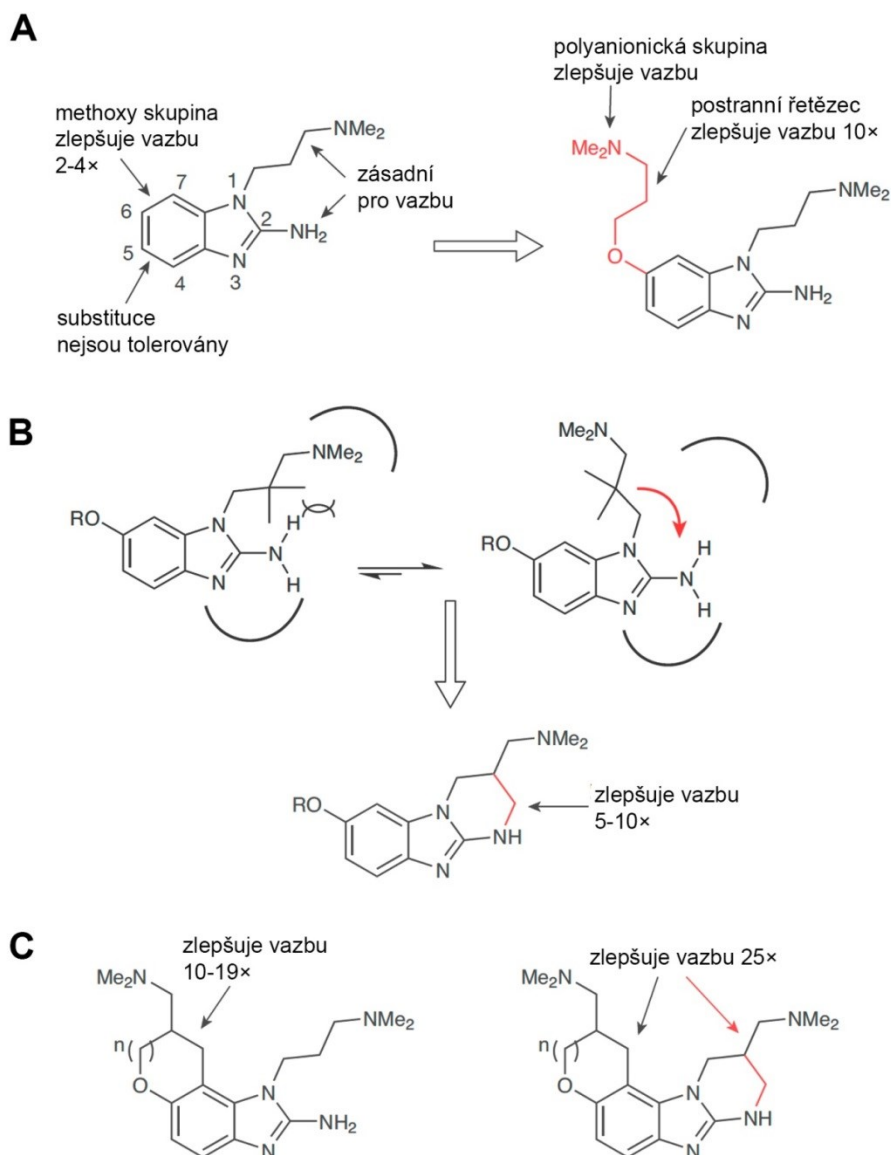 A
polyanionická skupina
zlepšuje vazbu
methoxy skupina
zlepšuje vazbu
2-4×
postranní řetězec
zlepšuje vazbu 10×
NMe2
Me2N
zásadní
pro vazbu
NMe2
7
1
N
6
2
NH2
5
N
4
3
O
N
NH2
N
substituce
nejsou tolerovány
B
NMe2
Me2N
H
RO
N
N
N
H
RO
N
H
N
N
H
NMe2
RO
N
NH
N
zlepšuje vazbu
5-10×
C
zlepšuje vazbu
10-19×
zlepšuje vazbu 25×
Me2N
NMe2
n
O
N
NH2
N
Me2N
NMe2
n
O
N
NH
N